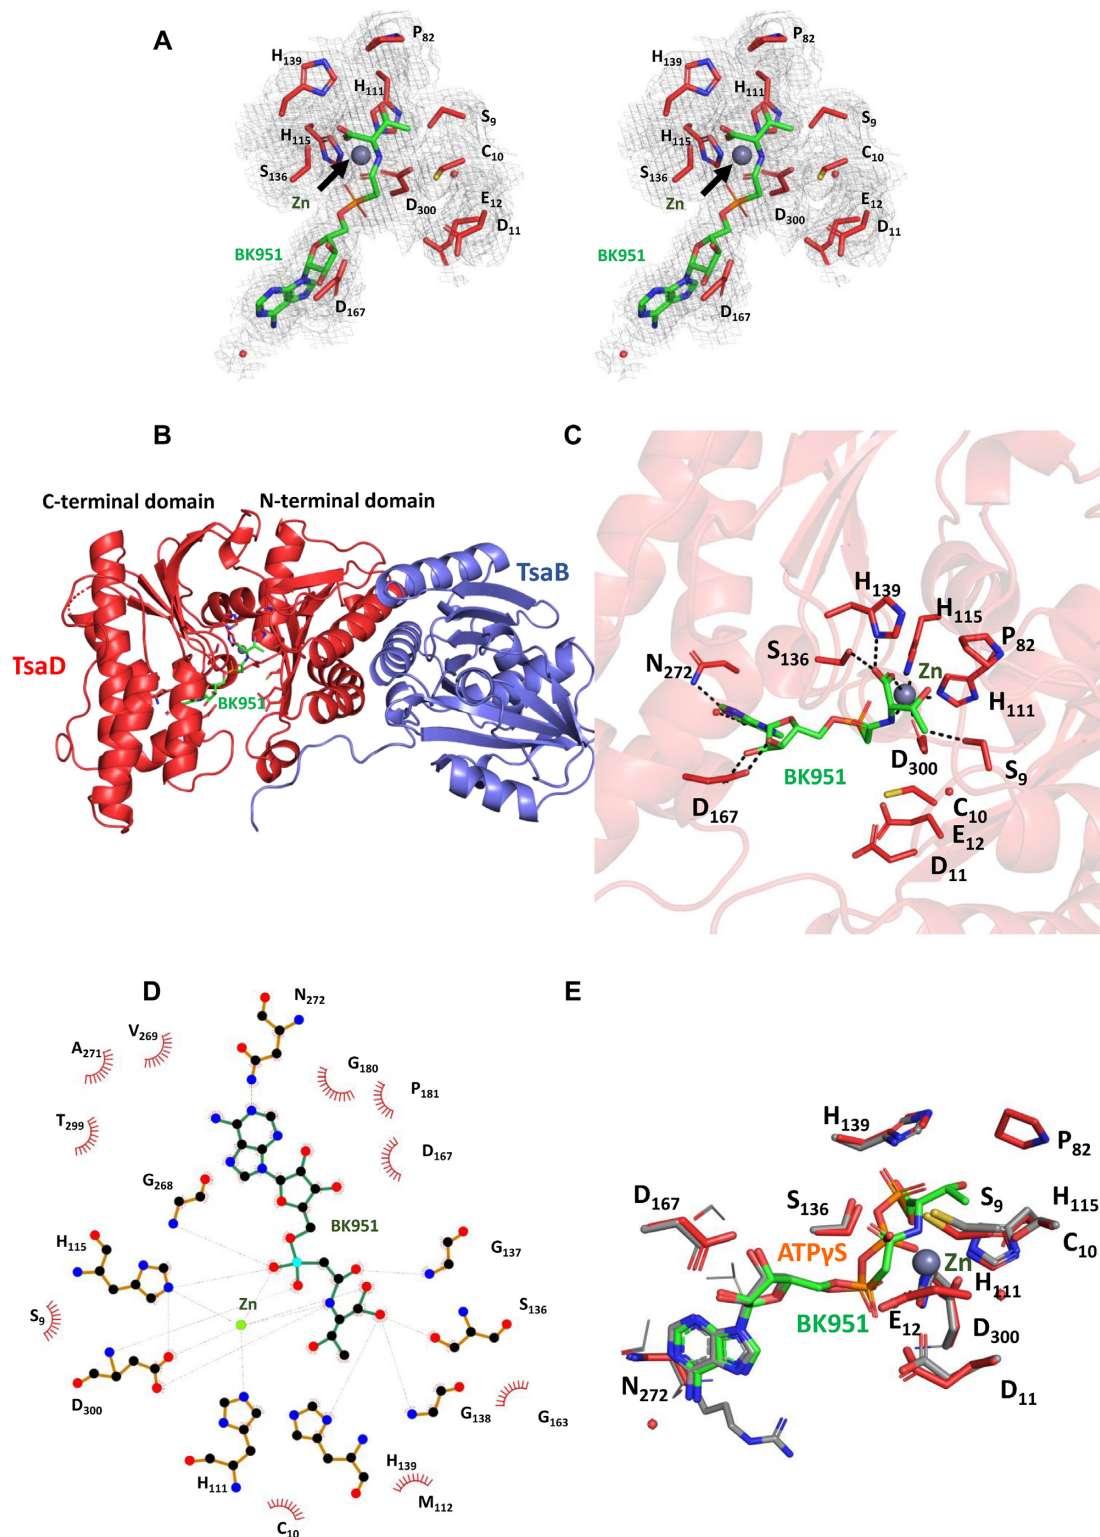 A
P82
H139
H111
S9
H115
C10
S136
D300
E12
Zn
D11
BK951
D167
P82
H139
H111
S9
H115
C10
S136
D300
E12
Zn
D11
BK951
D167
B
C-terminal domain
N-terminal domain
TsaB
TsaD
BK951
C
H139
H115
P82
S136
Zn
N272
H111
D300
S9
BK951
D167
C10
E12
D11
D
N272
V269
A271
G180
P181
T299
D167
G268
BK951
H115
G137
Zn
S136
S9
D300
G138
G163
H139
H111
M112
C10
E
H139
P82
D167
S136
S9
H115
ATPγS
C10
Zn
H111
BK951
E12
D300
N272
D11